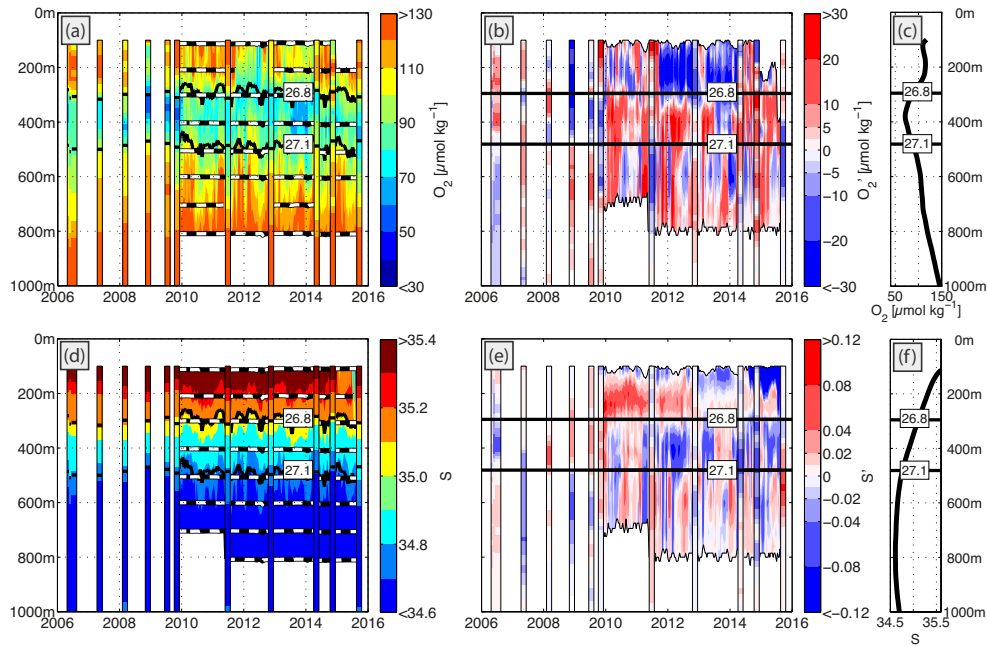 (a)
0m
200m
400m
600m
800m
1000m
2006 2008 2010 2012 2014 2016
26.8
27.1
>130
110
90
70
50
<30
O2 [µmol kg−1]
(b)
2006 2008 2010 2012 2014 2016
26.8
27.1
>30
20
10
5
0
−5
−10
−20
<−30
O2' [µmol kg−1]
(c)
26.8
27.1
0m
200m
400m
600m
800m
1000m
50 150
O2 [µmol kg−1]
(d)
0m
200m
400m
600m
800m
1000m
2006 2008 2010 2012 2014 2016
26.8
27.1
>35.4
35.2
35.0
34.8
<34.6
S
(e)
2006 2008 2010 2012 2014 2016
26.8
27.1
>0.12
0.08
0.04
0.02
0
−0.02
−0.04
−0.08
<−0.12
S'
(f)
26.8
27.1
0m
200m
400m
600m
800m
1000m
34.5 35.5
S